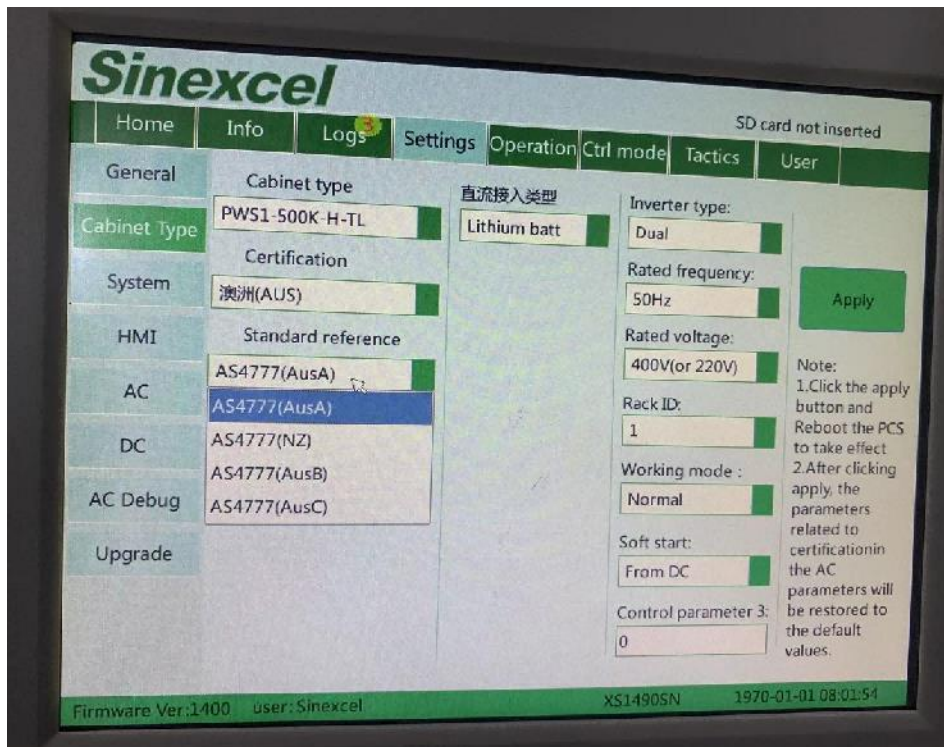 Sinexcel
SD card not inserted
Home
Info
Logs
3
Settings
Operation
Ctrl mode
Tactics
User
General
Cabinet Type
System
HMI
AC
DC
AC Debug
Upgrade
Cabinet type
PWS1-500K-H-TL
Certification
澳洲(AUS)
Standard reference
AS4777(AusA)
AS4777(AusA)
AS4777(NZ)
AS4777(AusB)
AS4777(AusC)
直流接入类型
Lithium batt
Inverter type:
Dual
Rated frequency:
50Hz
Rated voltage:
400V(or 220V)
Rack ID:
1
Working mode :
Normal
Soft start:
From DC
Control parameter 3:
0
Apply
Note:
1.Click the apply
button and
Reboot the PCS
to take effect
2.After clicking
apply, the
parameters
related to
certificationin
the AC
parameters will
be restored to
the default
values.
Firmware Ver:1400
user:Sinexcel
XS1490SN
1970-01-01 08:01:54